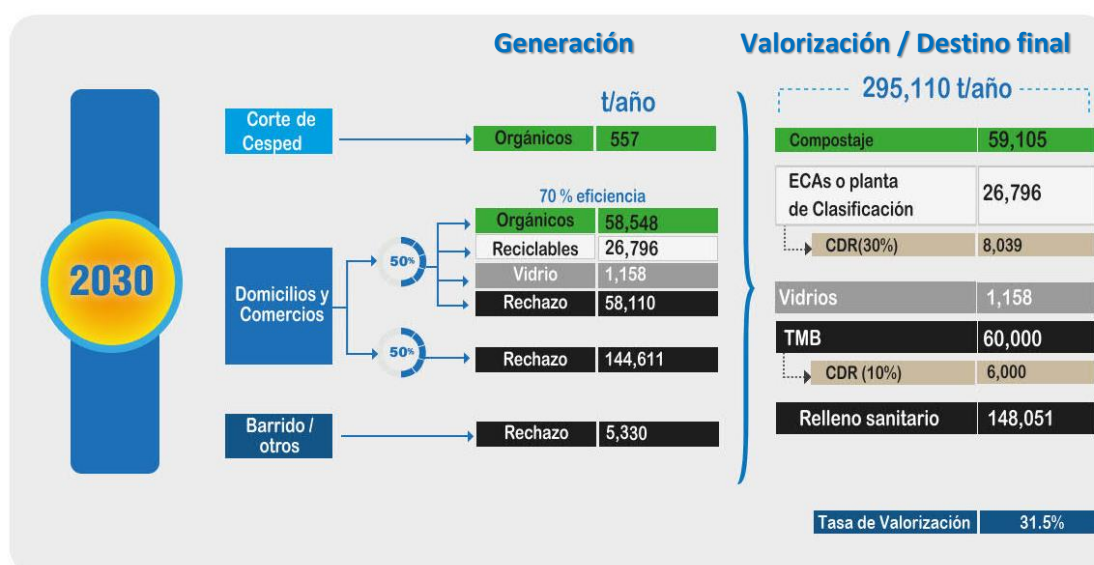 Generación
Valorización / Destino final
t/año
295,110 t/año
Corte de
Cesped
Orgánicos 557
Compostaje 59,105
70 % eficiencia
2030
Domicilios y
Comercios
50%
Orgánicos 58,548
Reciclables 26,796
Vidrio 1,158
Rechazo 58,110
50%
Rechazo 144,611
Barrido /
otros
Rechazo 5,330
ECAs o planta
de Clasificación 26,796
CDR(30%) 8,039
Vidrios 1,158
TMB 60,000
CDR (10%) 6,000
Relleno sanitario 148,051
Tasa de Valorización 31.5%